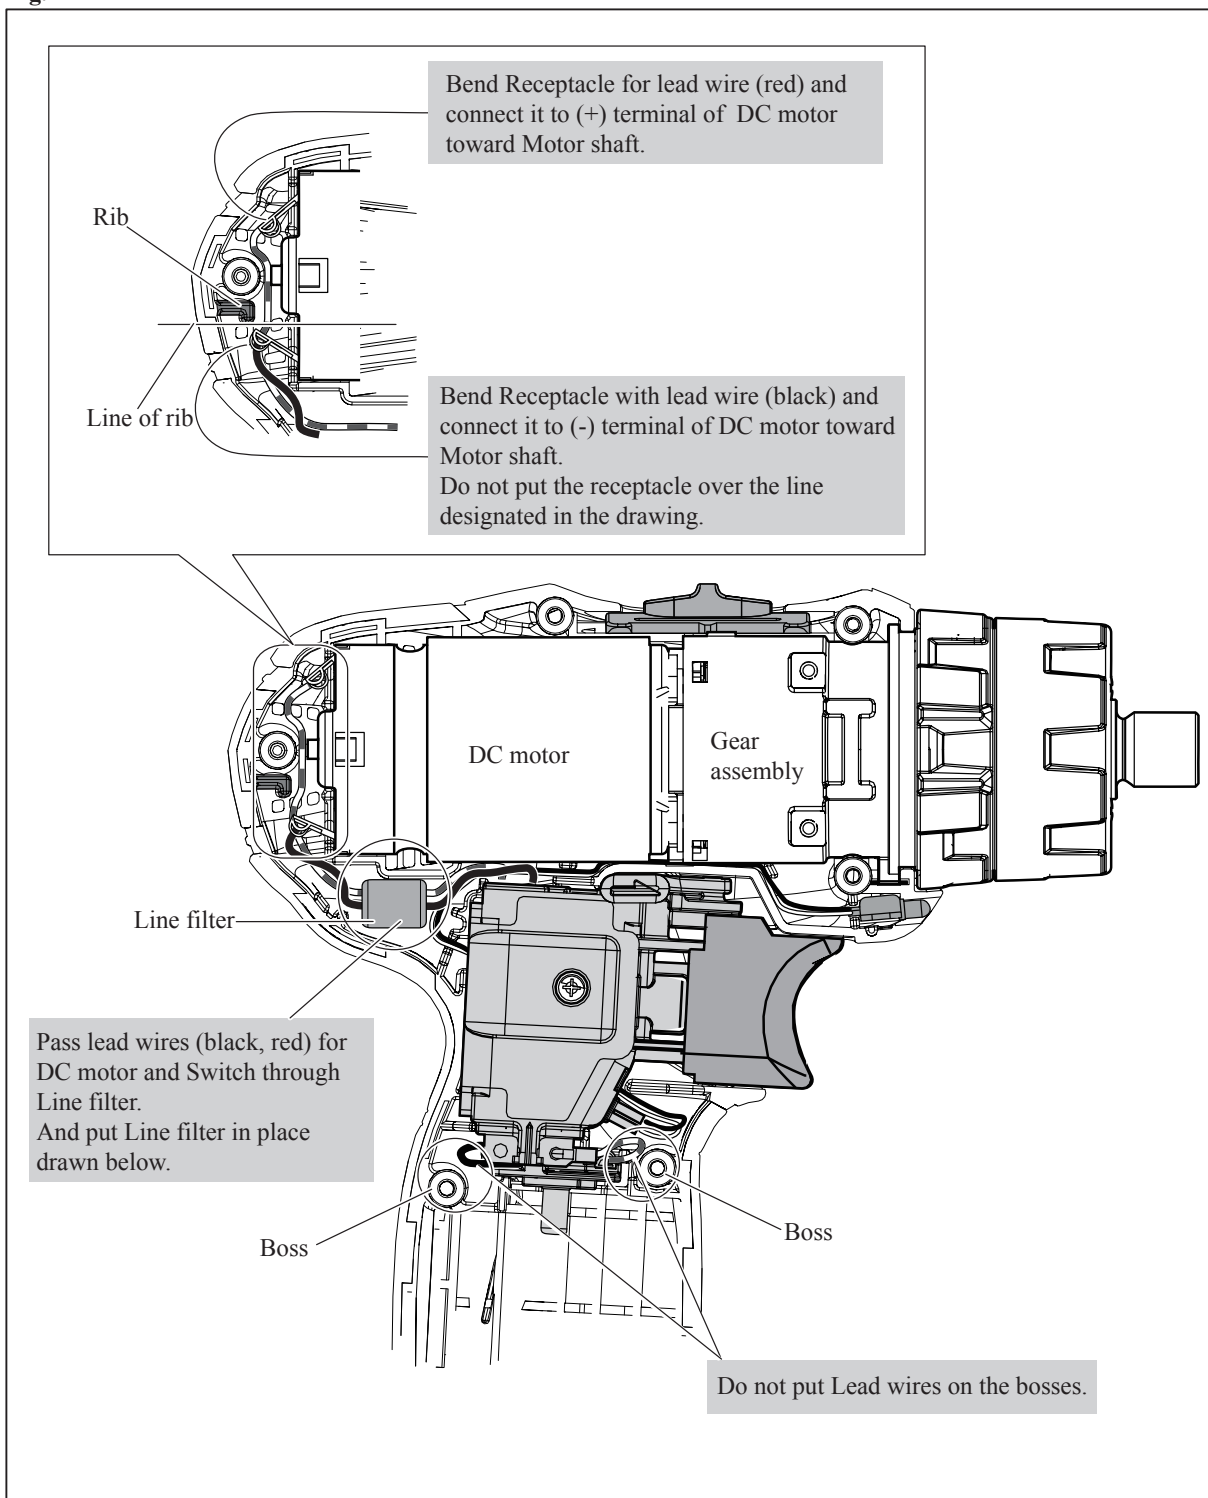 Bend Receptacle for lead wire (red) and
connect it to (+) terminal of  DC motor
toward Motor shaft.
Rib
Line of rib
Bend Receptacle with lead wire (black) and
connect it to (-) terminal of DC motor toward
Motor shaft.
Do not put the receptacle over the line
designated in the drawing.
DC motor
Gear
assembly
Line filter
Pass lead wires (black, red) for
DC motor and Switch through
Line filter.
And put Line filter in place
drawn below.
Boss
Boss
Do not put Lead wires on the bosses.